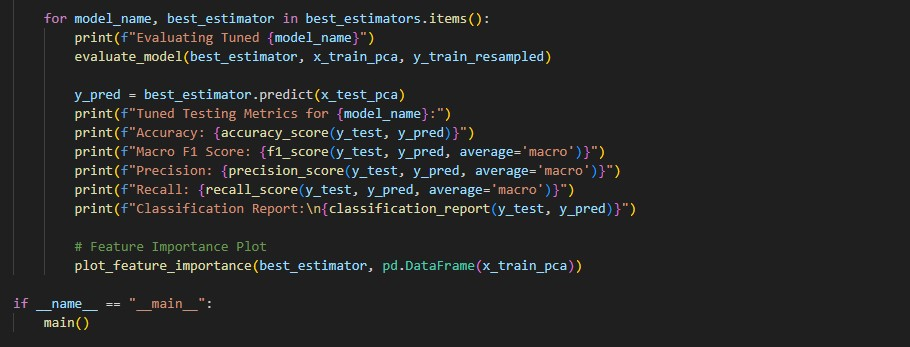 for model_name, best_estimator in best_estimators.items():
print(f"Evaluating Tuned {model_name}")
evaluate_model(best_estimator, x_train_pca, y_train_resampled)
y_pred = best_estimator.predict(x_test_pca)
print(f"Tuned Testing Metrics for {model_name}:")
print(f"Accuracy: {accuracy_score(y_test, y_pred)}")
print(f"Macro F1 Score: {f1_score(y_test, y_pred, average='macro')}")
print(f"Precision: {precision_score(y_test, y_pred, average='macro')}")
print(f"Recall: {recall_score(y_test, y_pred, average='macro')}")
print(f"Classification Report:\n{classification_report(y_test, y_pred)}")
# Feature Importance Plot
plot_feature_importance(best_estimator, pd.DataFrame(x_train_pca))
if __name__ == "__main__":
main()